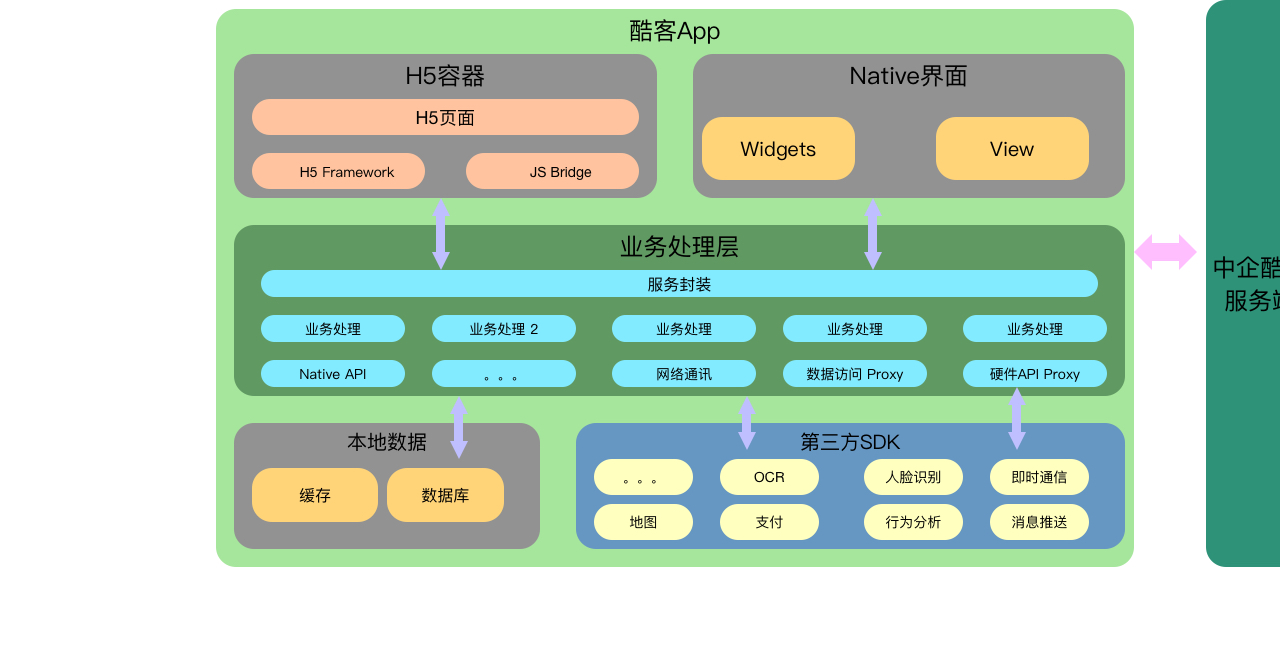 酷客App
H5容器
H5页面
H5 Framework
JS Bridge
Native界面
Widgets
View
业务处理层
服务封装
业务处理
业务处理 2
业务处理
业务处理
业务处理
Native API
。。。
网络通讯
数据访问 Proxy
硬件API Proxy
本地数据
缓存
数据库
第三方SDK
。。。
OCR
人脸识别
即时通信
地图
支付
行为分析
消息推送
中企酷
服务